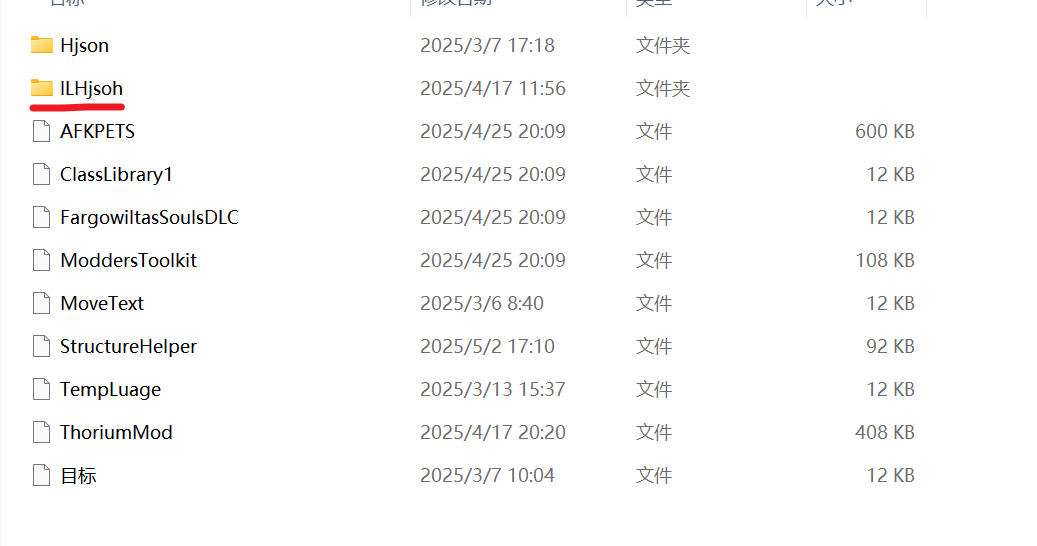 Hjson 2025/3/7 17:18 文件夹
ILHjsoh 2025/4/17 11:56 文件夹
AFKPETS 2025/4/25 20:09 文件 600 KB
ClassLibrary1 2025/4/25 20:09 文件 12 KB
FargowiltasSoulsDLC 2025/4/25 20:09 文件 12 KB
ModdersToolkit 2025/4/25 20:09 文件 108 KB
MoveText 2025/3/6 8:40 文件 12 KB
StructureHelper 2025/5/2 17:10 文件 92 KB
TempLuage 2025/3/13 15:37 文件 12 KB
ThoriumMod 2025/4/17 20:20 文件 408 KB
目标 2025/3/7 10:04 文件 12 KB